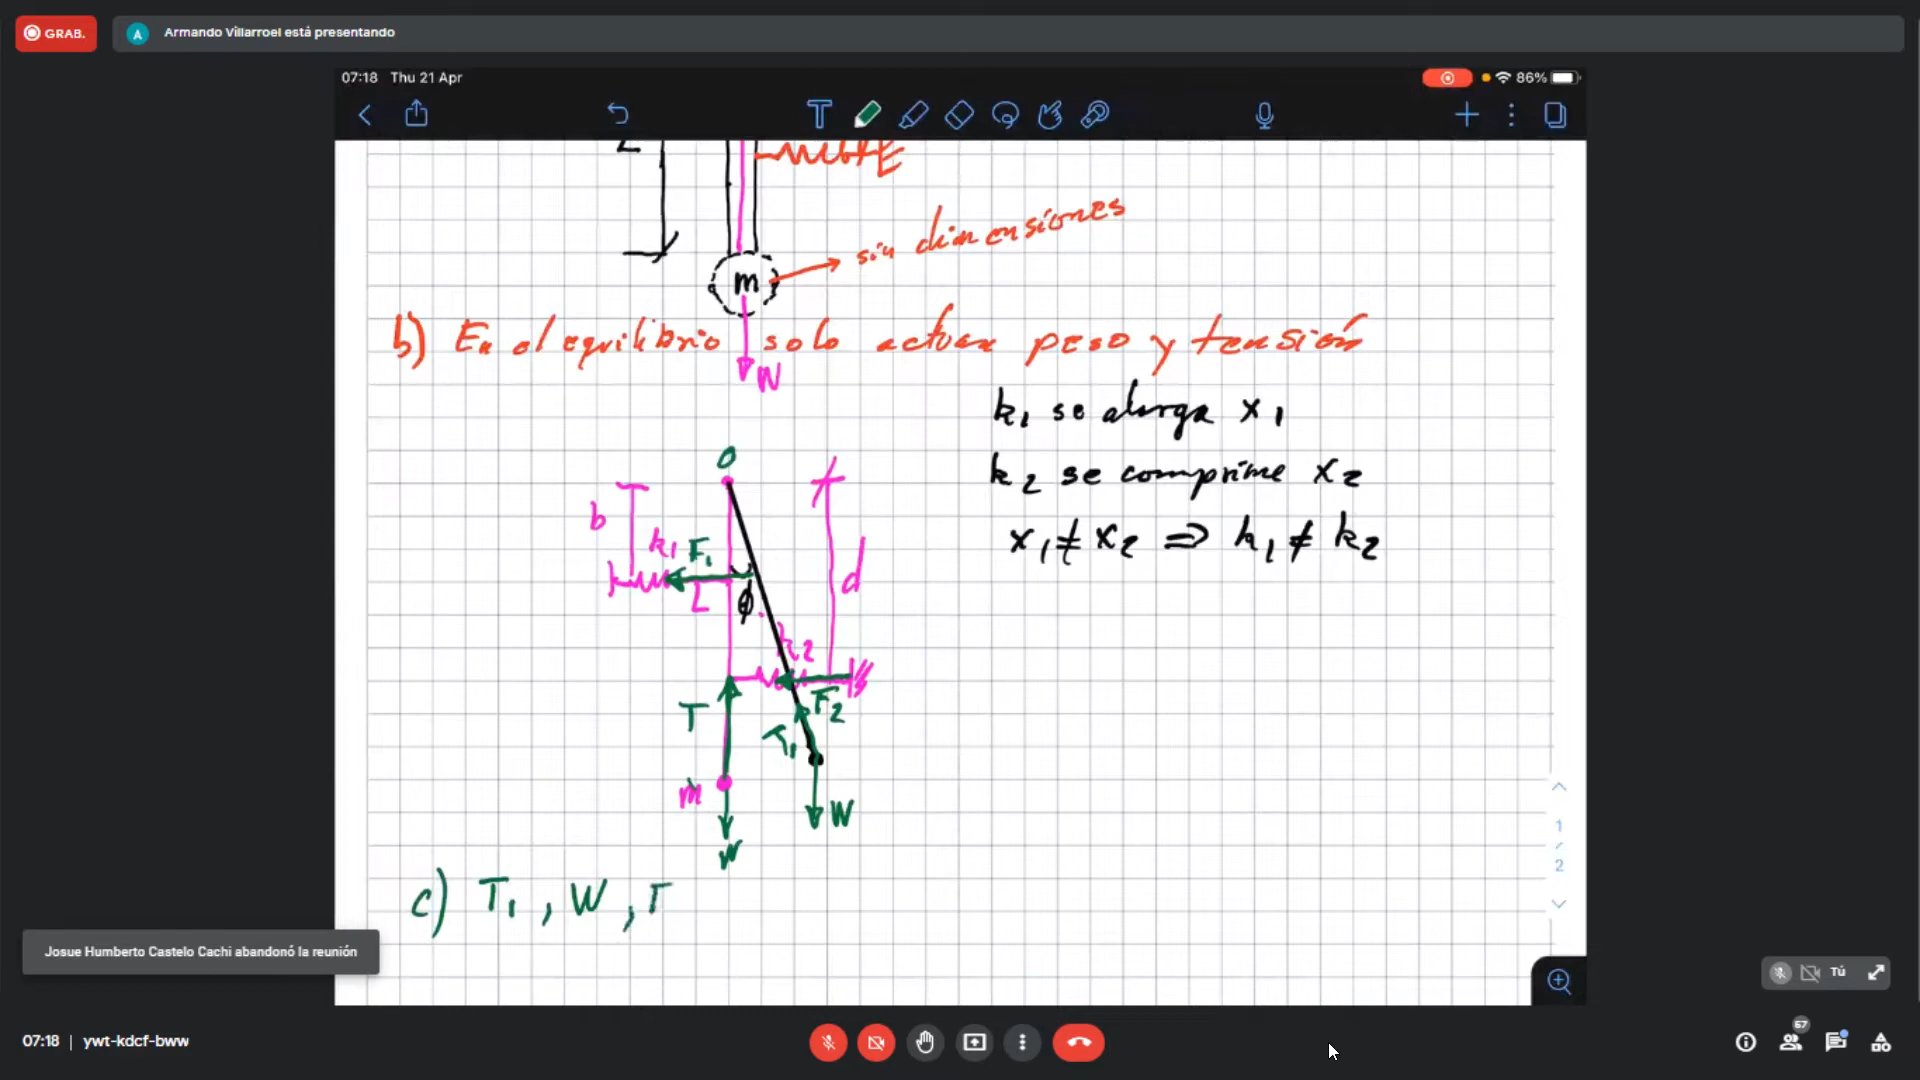 GRAB.
A Armando Villarroel está presentando
07:18 Thu 21 Apr
86%
L
m
sin dimensiones
b) En el equilibrio solo actuan peso y tensión
W
k1 se alarga x1
O
k2 se comprime x2
b
k1 F1
x1 ≠ x2 ⇒ k1 ≠ k2
d
L
ϕ
k2
T
F2
T1
m
W
W
c) T1 , W , F
1
2
Josue Humberto Castelo Cachi abandonó la reunión
Tú
07:18 | ywt-kdcf-bww
67